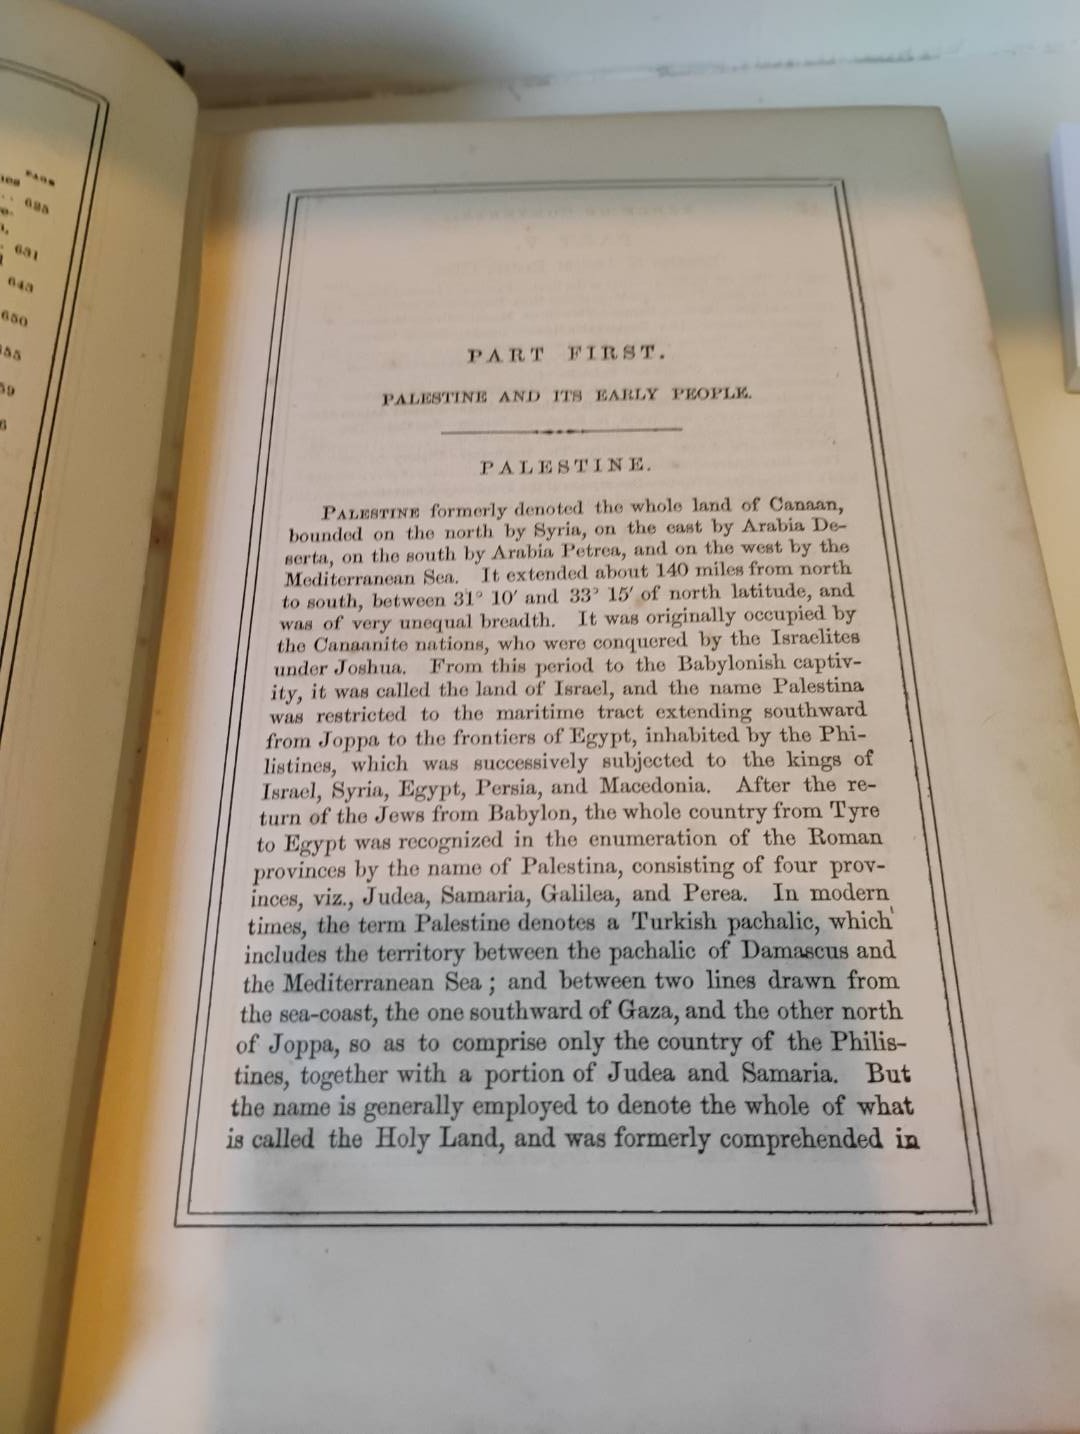 PAGE
625
631
643
650
PART FIRST.
PALESTINE AND ITS EARLY PEOPLE.
PALESTINE.
PALESTINE formerly denoted the whole land of Canaan,
bounded on the north by Syria, on the east by Arabia De-
serta, on the south by Arabia Petrea, and on the west by the
Mediterranean Sea. It extended about 140 miles from north
to south, between 31° 10′ and 33° 15′ of north latitude, and
was of very unequal breadth. It was originally occupied by
the Canaanite nations, who were conquered by the Israelites
under Joshua. From this period to the Babylonish captiv-
ity, it was called the land of Israel, and the name Palestina
was restricted to the maritime tract extending southward
from Joppa to the frontiers of Egypt, inhabited by the Phi-
listines, which was successively subjected to the kings of
Israel, Syria, Egypt, Persia, and Macedonia. After the re-
turn of the Jews from Babylon, the whole country from Tyre
to Egypt was recognized in the enumeration of the Roman
provinces by the name of Palestina, consisting of four prov-
inces, viz., Judea, Samaria, Galilea, and Perea. In modern
times, the term Palestine denotes a Turkish pachalic, which
includes the territory between the pachalic of Damascus and
the Mediterranean Sea; and between two lines drawn from
the sea-coast, the one southward of Gaza, and the other north
of Joppa, so as to comprise only the country of the Philis-
tines, together with a portion of Judea and Samaria. But
the name is generally employed to denote the whole of what
is called the Holy Land, and was formerly comprehended in